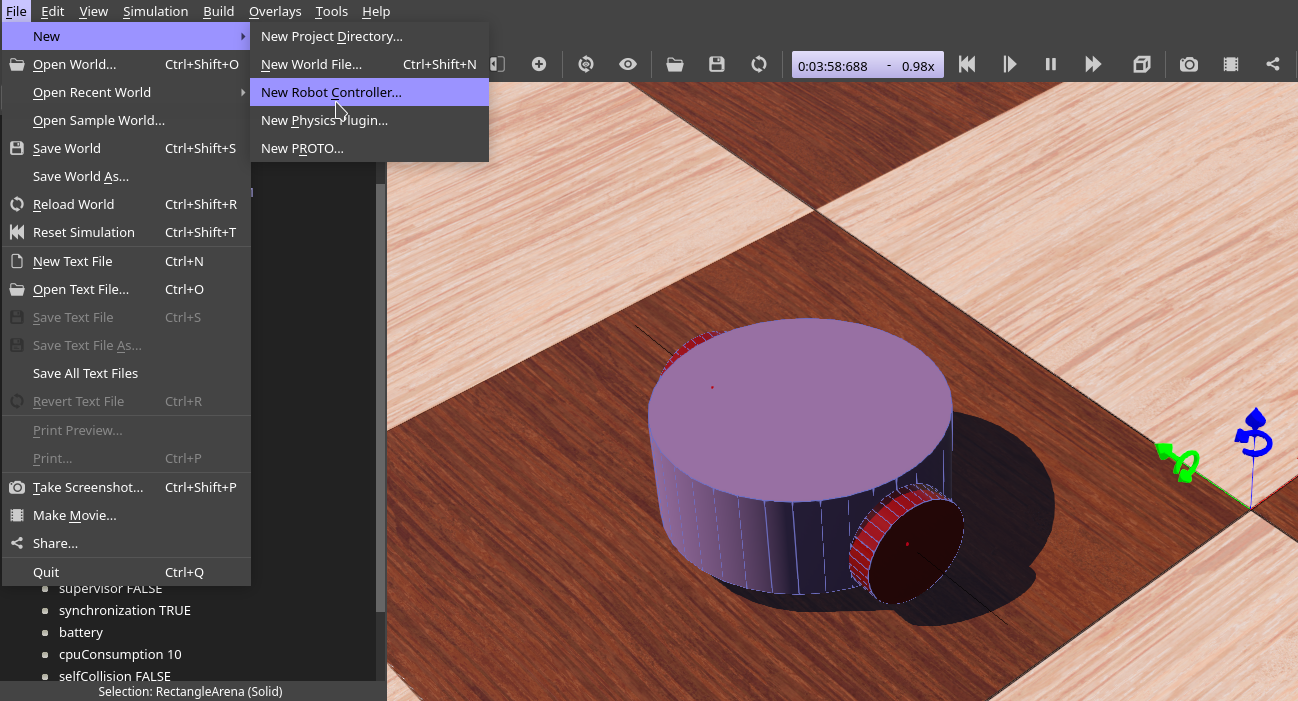 File Edit View Simulation Build Overlays Tools Help
New
Open World... Ctrl+Shift+O
Open Recent World
Open Sample World...
Save World Ctrl+Shift+S
Save World As...
Reload World Ctrl+Shift+R
Reset Simulation Ctrl+Shift+T
New Text File Ctrl+N
Open Text File... Ctrl+O
Save Text File Ctrl+S
Save Text File As...
Save All Text Files
Revert Text File Ctrl+R
Print Preview...
Print... Ctrl+P
Take Screenshot... Ctrl+Shift+P
Make Movie...
Share...
Quit Ctrl+Q
New Project Directory...
New World File... Ctrl+Shift+N
New Robot Controller...
New Physics Plugin...
New PROTO...
0:03:58:688 - 0.98x
supervisor FALSE
synchronization TRUE
battery
cpuConsumption 10
selfCollision FALSE
Selection: RectangleArena (Solid)